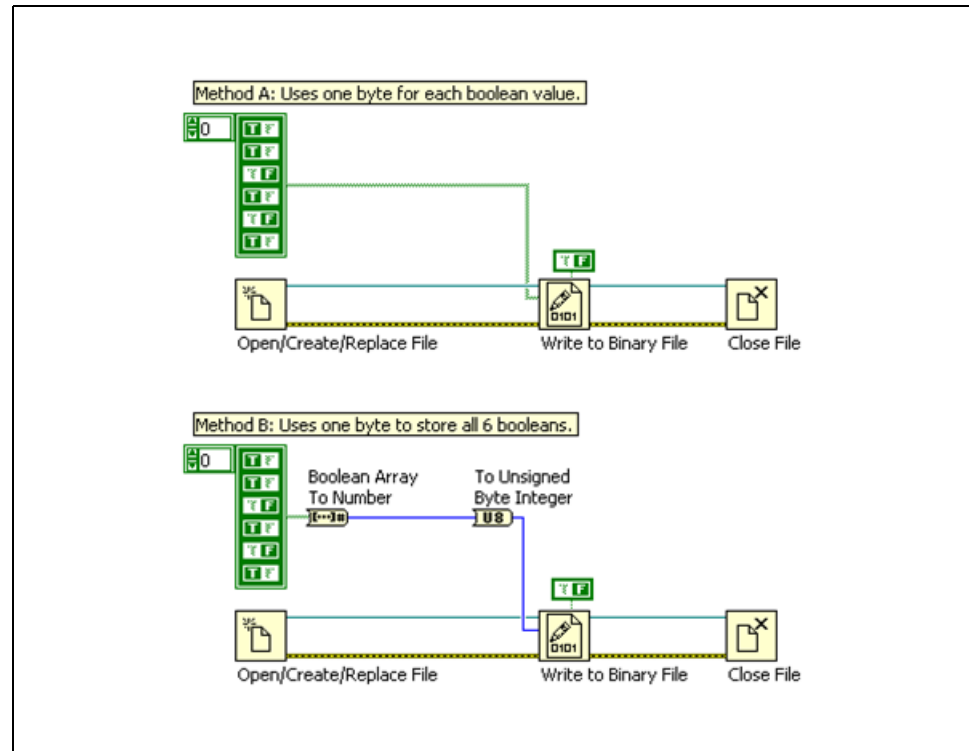 Method A: Uses one byte for each boolean value.
0
T F
T F
T F
T F
T F
T F
T F
0101
Open/Create/Replace File
Write to Binary File
Close File
Method B: Uses one byte to store all 6 booleans.
0
T F
T F
T F
T F
T F
T F
Boolean Array
To Number
To Unsigned
Byte Integer
[···]#
U8
T F
0101
Open/Create/Replace File
Write to Binary File
Close File